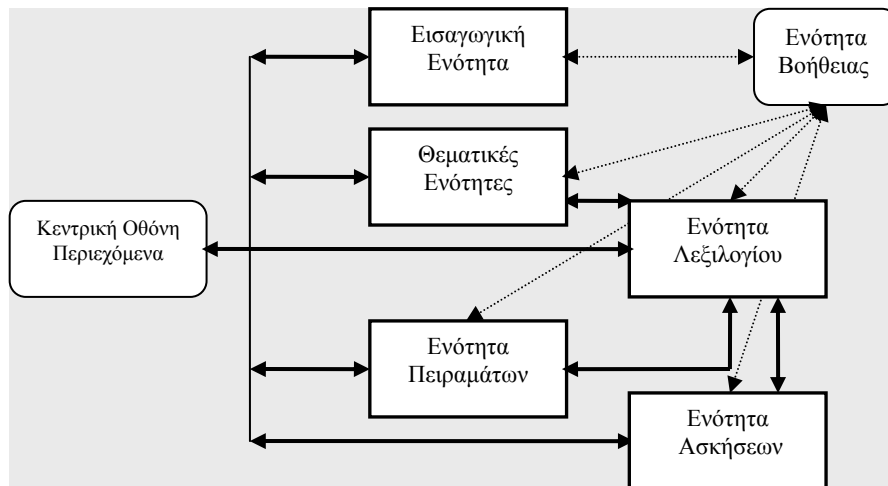 Εισαγωγική
Ενότητα
Ενότητα
Βοήθειας
Θεματικές
Ενότητες
Κεντρική Οθόνη
Περιεχόμενα
Ενότητα
Λεξιλογίου
Ενότητα
Πειραμάτων
Ενότητα
Ασκήσεων